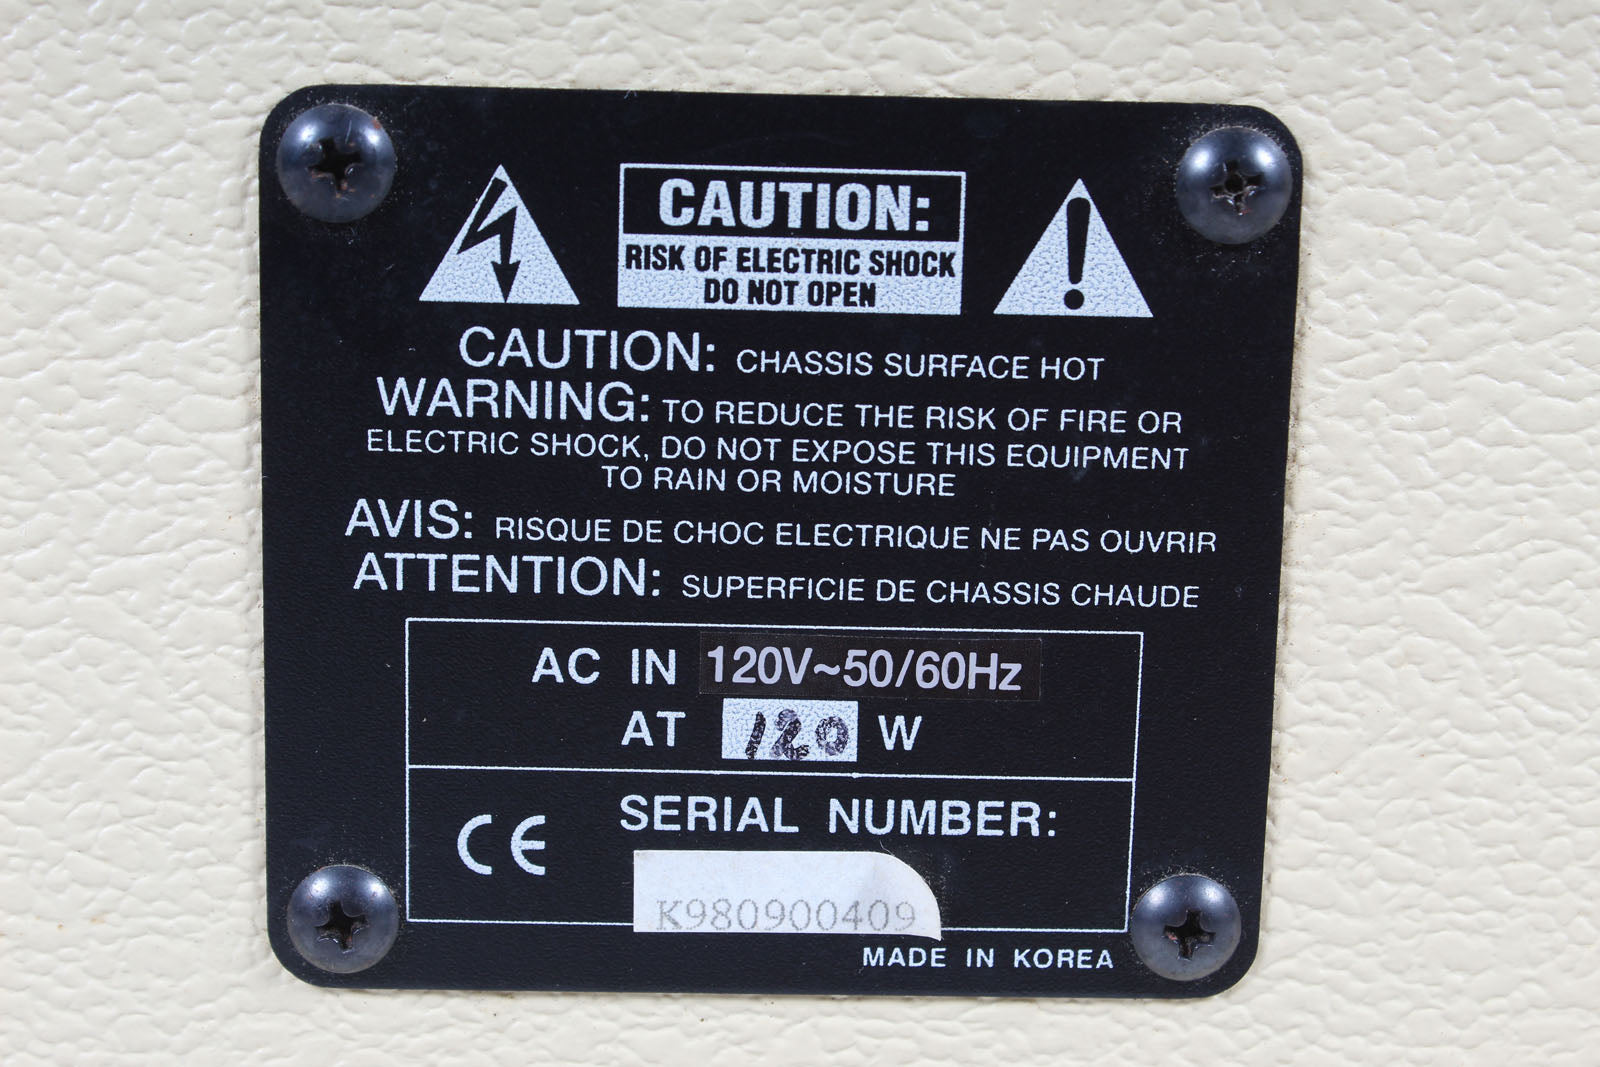 CAUTION:
RISK OF ELECTRIC SHOCK
DO NOT OPEN
CAUTION: CHASSIS SURFACE HOT
WARNING: TO REDUCE THE RISK OF FIRE OR
ELECTRIC SHOCK, DO NOT EXPOSE THIS EQUIPMENT
TO RAIN OR MOISTURE
AVIS: RISQUE DE CHOC ELECTRIQUE NE PAS OUVRIR
ATTENTION: SUPERFICIE DE CHASSIS CHAUDE
AC IN 120V~50/60Hz
AT 120 W
CE SERIAL NUMBER:
K980900409
MADE IN KOREA